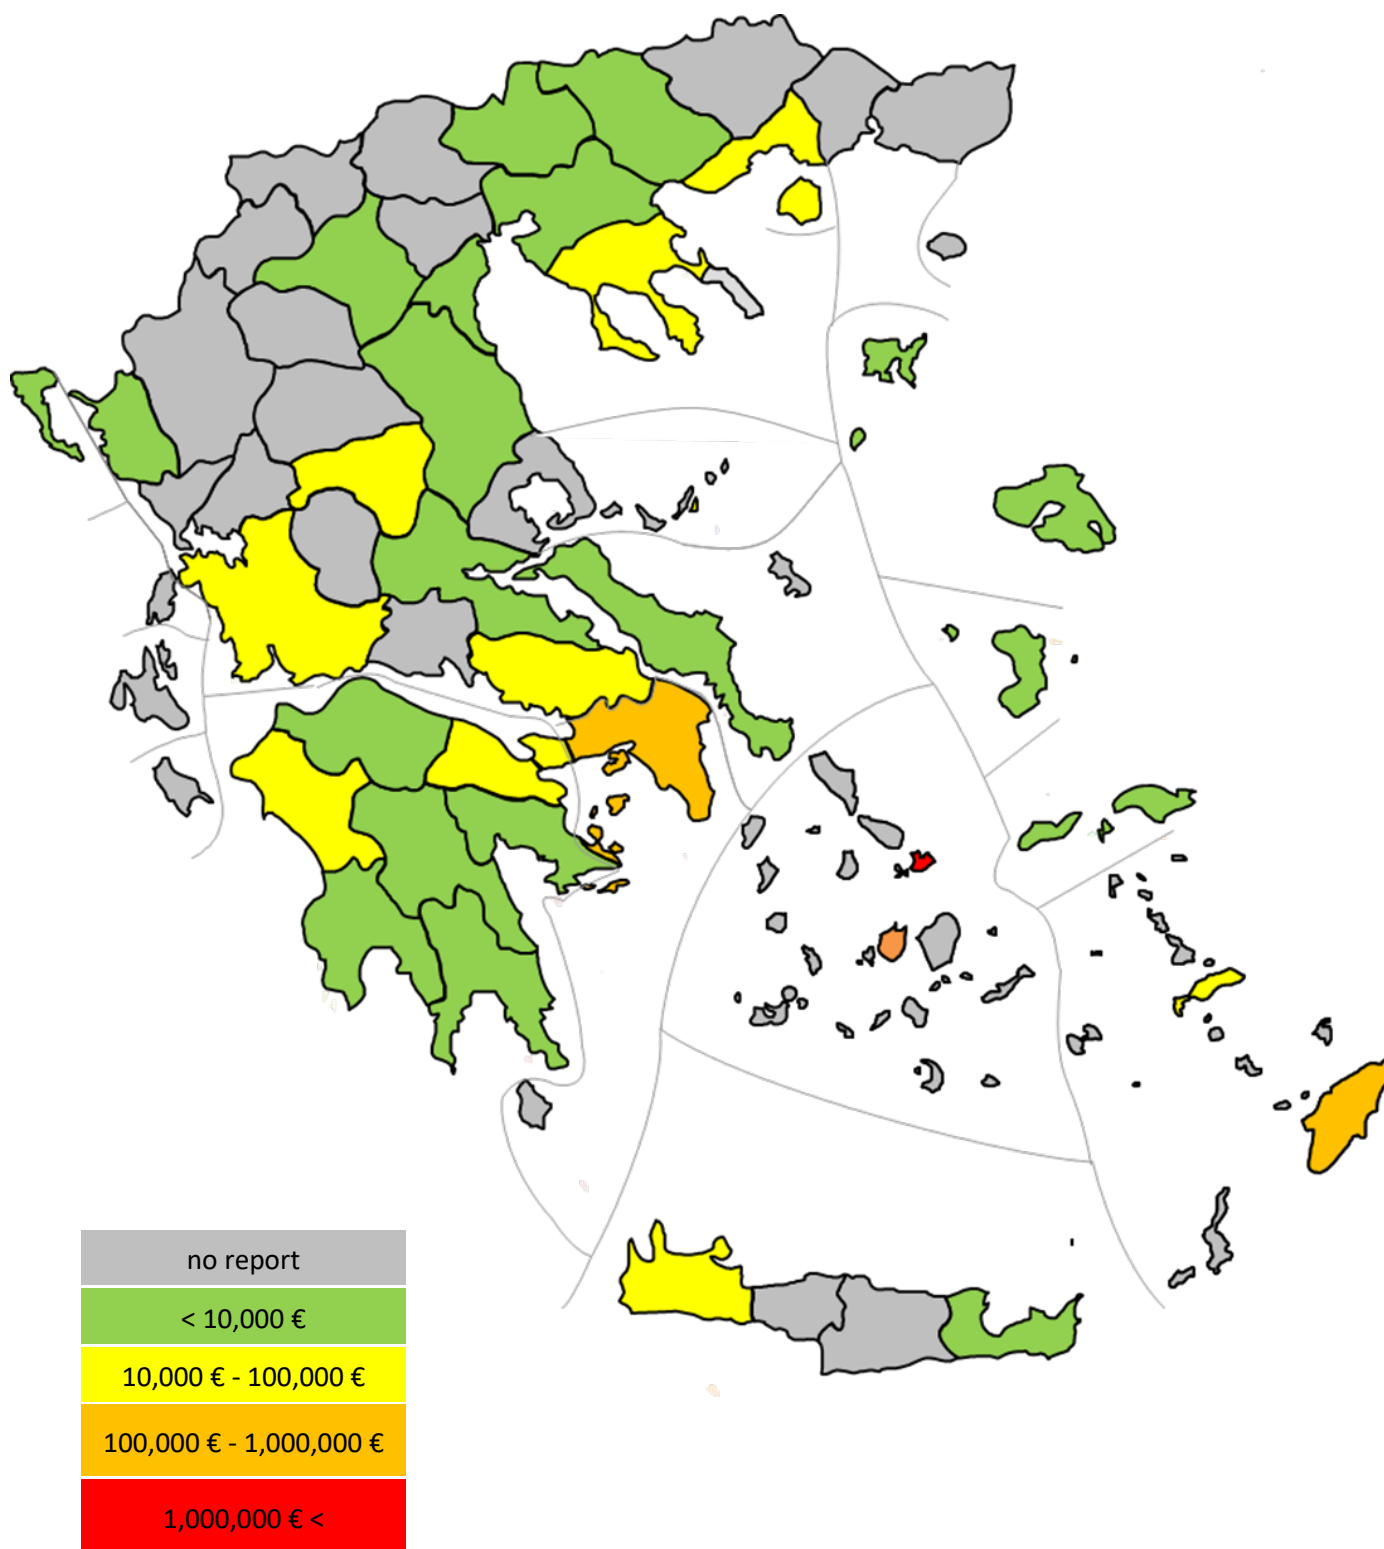 no report
< 10,000 €
10,000 € - 100,000 €
100,000 € - 1,000,000 €
1,000,000 € <